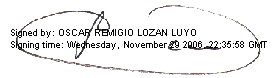 Signed by: OSCAR REMIGIO LOZAN LUYO
Signing time: Wednesday, November 29 2006, 22:35:58 GMT